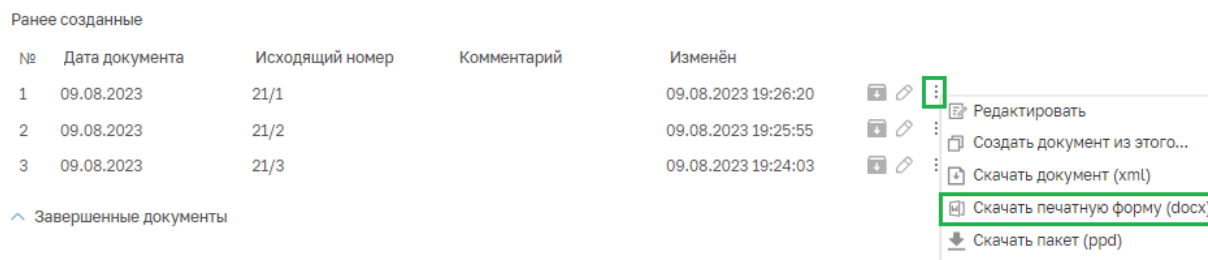 Ранее созданные
№ Дата документа Исходящий номер Комментарий Изменён
1 09.08.2023 21/1 09.08.2023 19:26:20
Редактировать
2 09.08.2023 21/2 09.08.2023 19:25:55
Создать документ из этого...
3 09.08.2023 21/3 09.08.2023 19:24:03
Скачать документ (xml)
Завершенные документы
Скачать печатную форму (docx)
Скачать пакет (ppd)